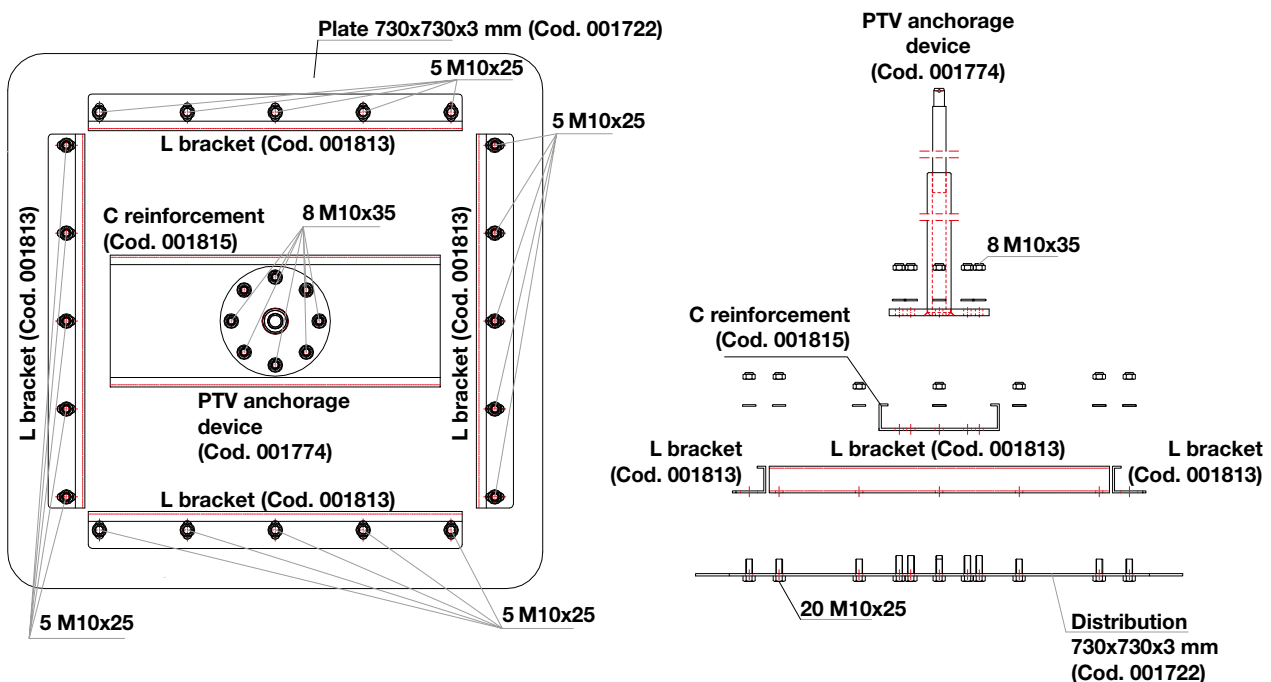 Plate 730x730x3 mm (Cod. 001722)
5 M10x25
L bracket (Cod. 001813)
5 M10x25
L bracket (Cod. 001813)
C reinforcement
(Cod. 001815)
8 M10x35
L bracket (Cod. 001813)
PTV anchorage
device
(Cod. 001774)
L bracket (Cod. 001813)
5 M10x25
5 M10x25
PTV anchorage
device
(Cod. 001774)
8 M10x35
C reinforcement
(Cod. 001815)
L bracket
(Cod. 001813)
L bracket (Cod. 001813)
L bracket
(Cod. 001813)
20 M10x25
Distribution
730x730x3 mm
(Cod. 001722)